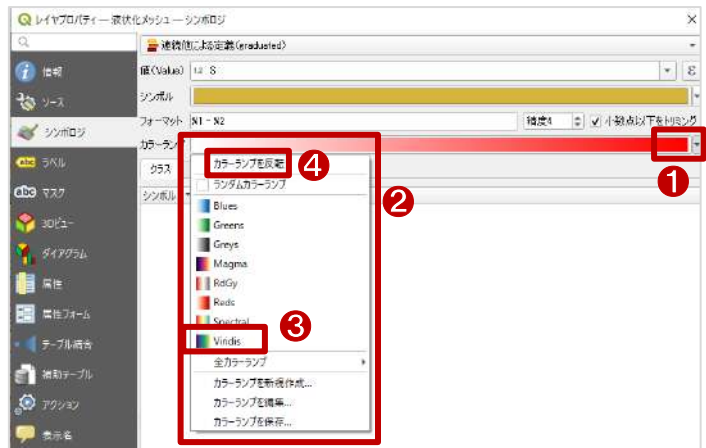 レイヤプロパティ — 液状化メッシュ — シンボロジ
連続値による定義(graduated)
情報
値(Value) 1.2 S ε
ソース
シンボル
シンボロジ
フォーマット %1 - %2 精度4 小数点以下をトリミング
カラーランプ
abc ラベル
クラス
abc マスク
シンボル
3Dビュー
ダイアグラム
属性
属性フォーム
テーブル結合
補助テーブル
アクション
表示名
カラーランプを反転
ランダムカラーランプ
Blues
Greens
Greys
Magma
RdGy
Reds
Spectral
Viridis
全カラーランプ
カラーランプを新規作成...
カラーランプを編集...
カラーランプを保存...
1
2
3
4